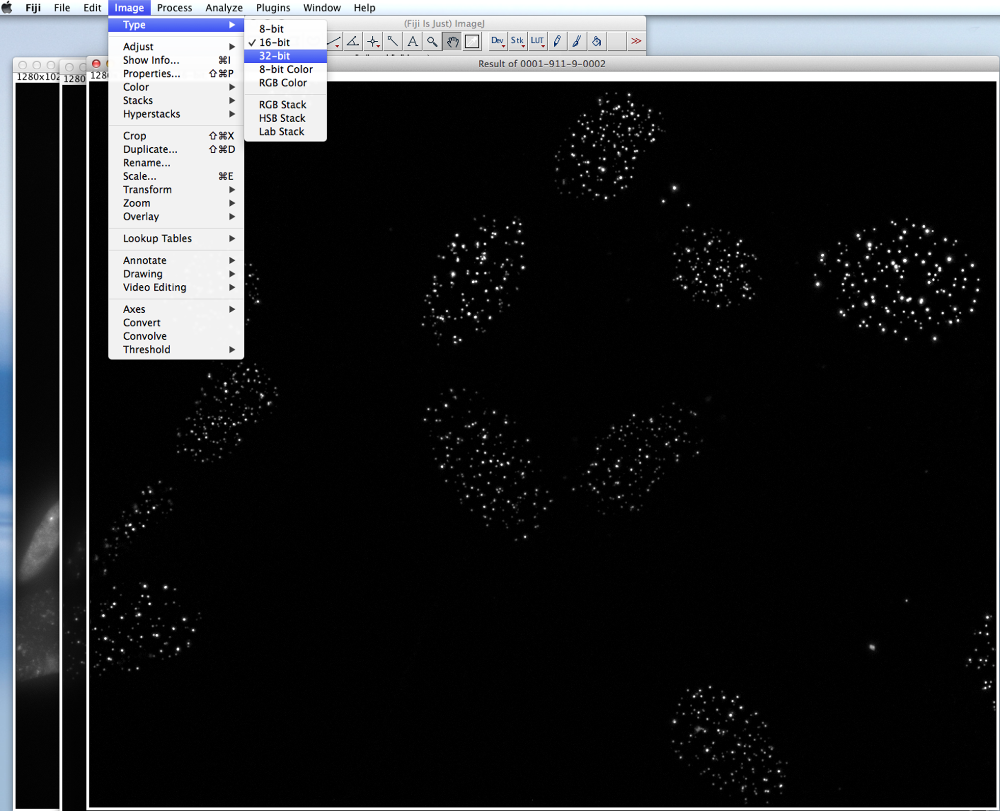 Fiji File Edit Image Process Analyze Plugins Window Help
Type
Adjust
Show Info... ⌘I
Properties... ⇧⌘P
Color
Stacks
Hyperstacks
Crop ⇧⌘X
Duplicate... ⇧⌘D
Rename...
Scale... ⌘E
Transform
Zoom
Overlay
Lookup Tables
Annotate
Drawing
Video Editing
Axes
Convert
Convolve
Threshold
8-bit
✓ 16-bit
32-bit
8-bit Color
RGB Color
RGB Stack
HSB Stack
Lab Stack
(Fiji Is Just) ImageJ
A Dev Stk LUT >>
Result of 0001-911-9-0002
1280x102
1280
128